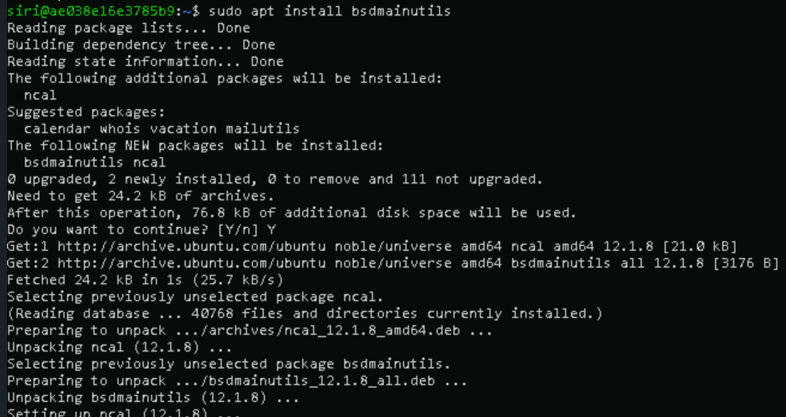 siri@ae038e16e3785b9:~$ sudo apt install bsdmainutils
Reading package lists... Done
Building dependency tree... Done
Reading state information... Done
The following additional packages will be installed:
  ncal
Suggested packages:
  calendar whois vacation mailutils
The following NEW packages will be installed:
  bsdmainutils ncal
0 upgraded, 2 newly installed, 0 to remove and 111 not upgraded.
Need to get 24.2 kB of archives.
After this operation, 76.8 kB of additional disk space will be used.
Do you want to continue? [Y/n] Y
Get:1 http://archive.ubuntu.com/ubuntu noble/universe amd64 ncal amd64 12.1.8 [21.0 kB]
Get:2 http://archive.ubuntu.com/ubuntu noble/universe amd64 bsdmainutils all 12.1.8 [3176 B]
Fetched 24.2 kB in 1s (25.7 kB/s)
Selecting previously unselected package ncal.
(Reading database ... 40768 files and directories currently installed.)
Preparing to unpack .../archives/ncal_12.1.8_amd64.deb ...
Unpacking ncal (12.1.8) ...
Selecting previously unselected package bsdmainutils.
Preparing to unpack .../bsdmainutils_12.1.8_all.deb ...
Unpacking bsdmainutils (12.1.8) ...
Setting up ncal (12.1.8) ...